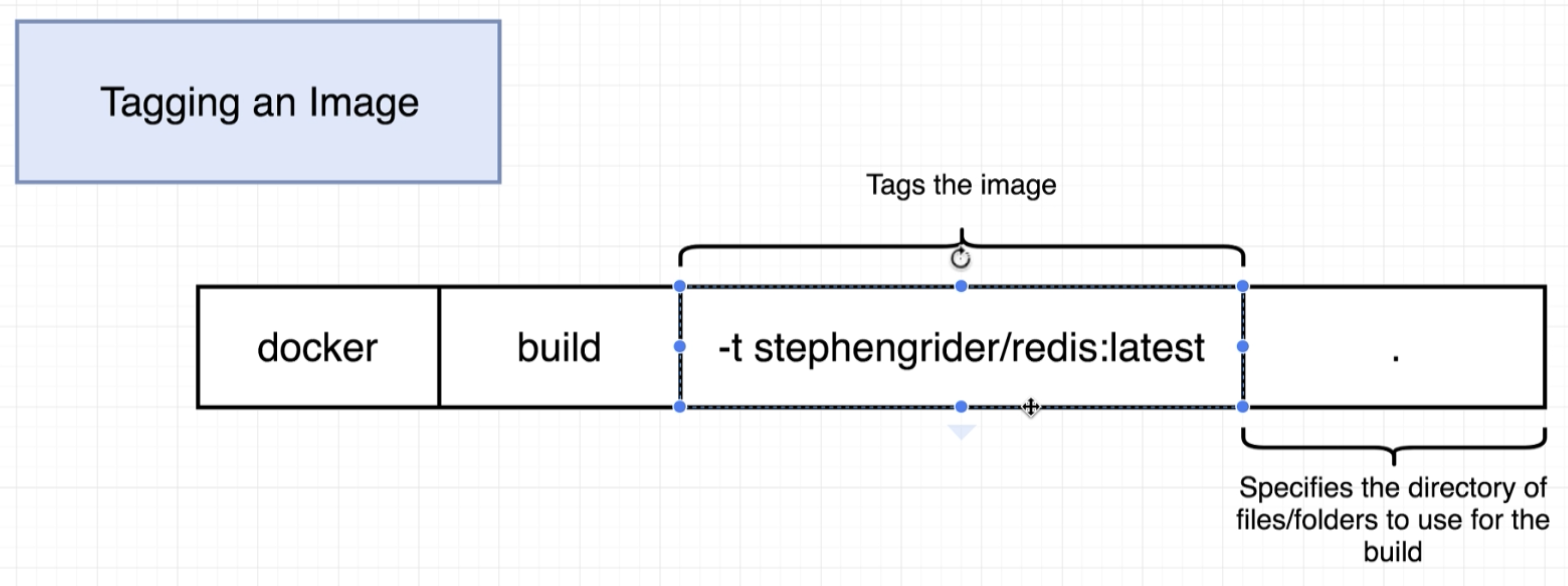 Tagging an Image
Tags the image
docker build -t stephengrider/redis:latest .
Specifies the directory of
files/folders to use for the
build